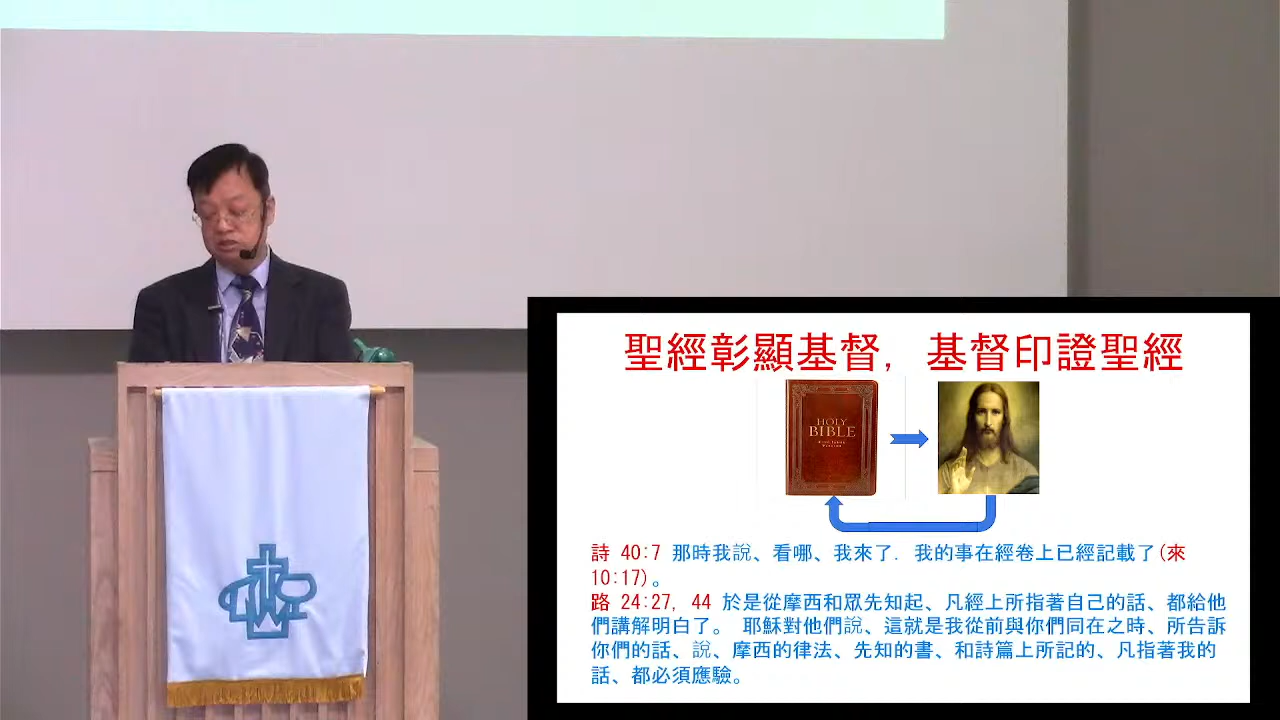 聖經彰顯基督, 基督印證聖經
HOLY
BIBLE
詩 40:7 那時我說、看哪、我來了. 我的事在經卷上已經記載了(來
10:17)。
路 24:27, 44 於是從摩西和眾先知起、凡經上所指著自己的話、都給他
們講解明白了。 耶穌對他們說、這就是我從前與你們同在之時、所告訴
你們的話、說、摩西的律法、先知的書、和詩篇上所記的、凡指著我的
話、都必須應驗。